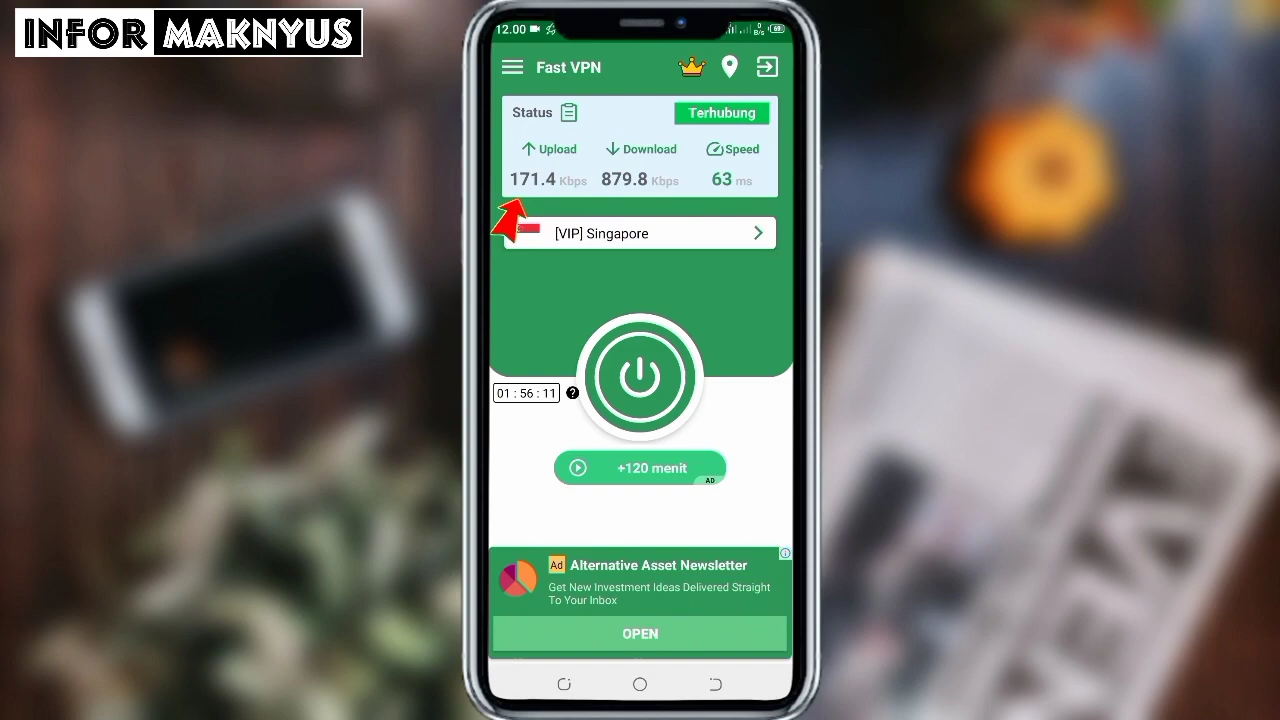 INFOR MAKNYUS
12.00
0 B/s 69
Fast VPN
Status
Terhubung
Upload Download Speed
171.4 Kbps 879.8 Kbps 63 ms
[VIP] Singapore
01 : 56 : 11 ?
+120 menit
AD
Ad Alternative Asset Newsletter
Get New Investment Ideas Delivered Straight
To Your Inbox
OPEN